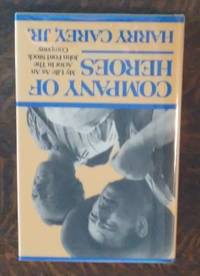 COMPANY OF
HEROES
My Life As An
Actor In The
John Ford Stock
Company
HARRY CAREY, JR.